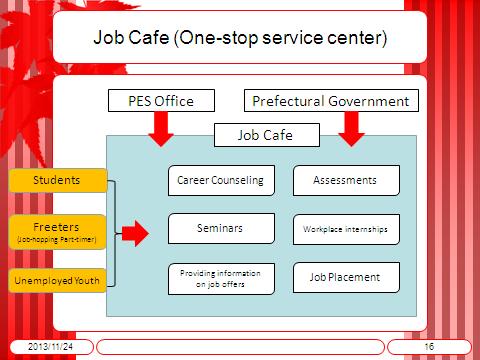 Job Cafe (One-stop service center)
PES Office
Prefectural Government
Job Cafe
Students
Freeters
(Job-hopping Part-timer)
Unemployed Youth
Career Counseling
Assessments
Seminars
Workplace internships
Providing information
on job offers
Job Placement
2013/11/24
16